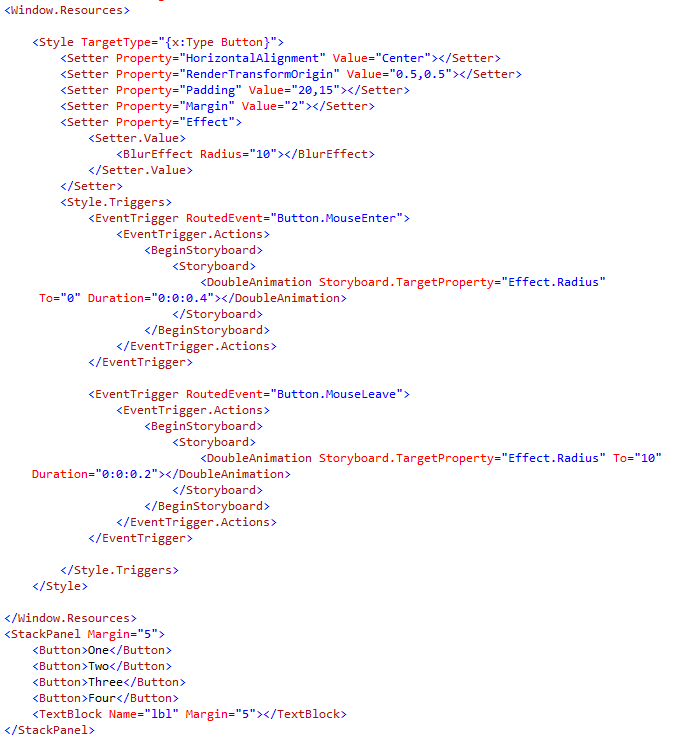 <Window.Resources>
<Style TargetType="{x:Type Button}">
<Setter Property="HorizontalAlignment" Value="Center"></Setter>
<Setter Property="RenderTransformOrigin" Value="0.5,0.5"></Setter>
<Setter Property="Padding" Value="20,15"></Setter>
<Setter Property="Margin" Value="2"></Setter>
<Setter Property="Effect">
<Setter.Value>
<BlurEffect Radius="10"></BlurEffect>
</Setter.Value>
</Setter>
<Style.Triggers>
<EventTrigger RoutedEvent="Button.MouseEnter">
<EventTrigger.Actions>
<BeginStoryboard>
<Storyboard>
<DoubleAnimation Storyboard.TargetProperty="Effect.Radius"
To="0" Duration="0:0:0.4"></DoubleAnimation>
</Storyboard>
</BeginStoryboard>
</EventTrigger.Actions>
</EventTrigger>
<EventTrigger RoutedEvent="Button.MouseLeave">
<EventTrigger.Actions>
<BeginStoryboard>
<Storyboard>
<DoubleAnimation Storyboard.TargetProperty="Effect.Radius" To="10"
Duration="0:0:0.2"></DoubleAnimation>
</Storyboard>
</BeginStoryboard>
</EventTrigger.Actions>
</EventTrigger>
</Style.Triggers>
</Style>
</Window.Resources>
<StackPanel Margin="5">
<Button>One</Button>
<Button>Two</Button>
<Button>Three</Button>
<Button>Four</Button>
<TextBlock Name="lbl" Margin="5"></TextBlock>
</StackPanel>